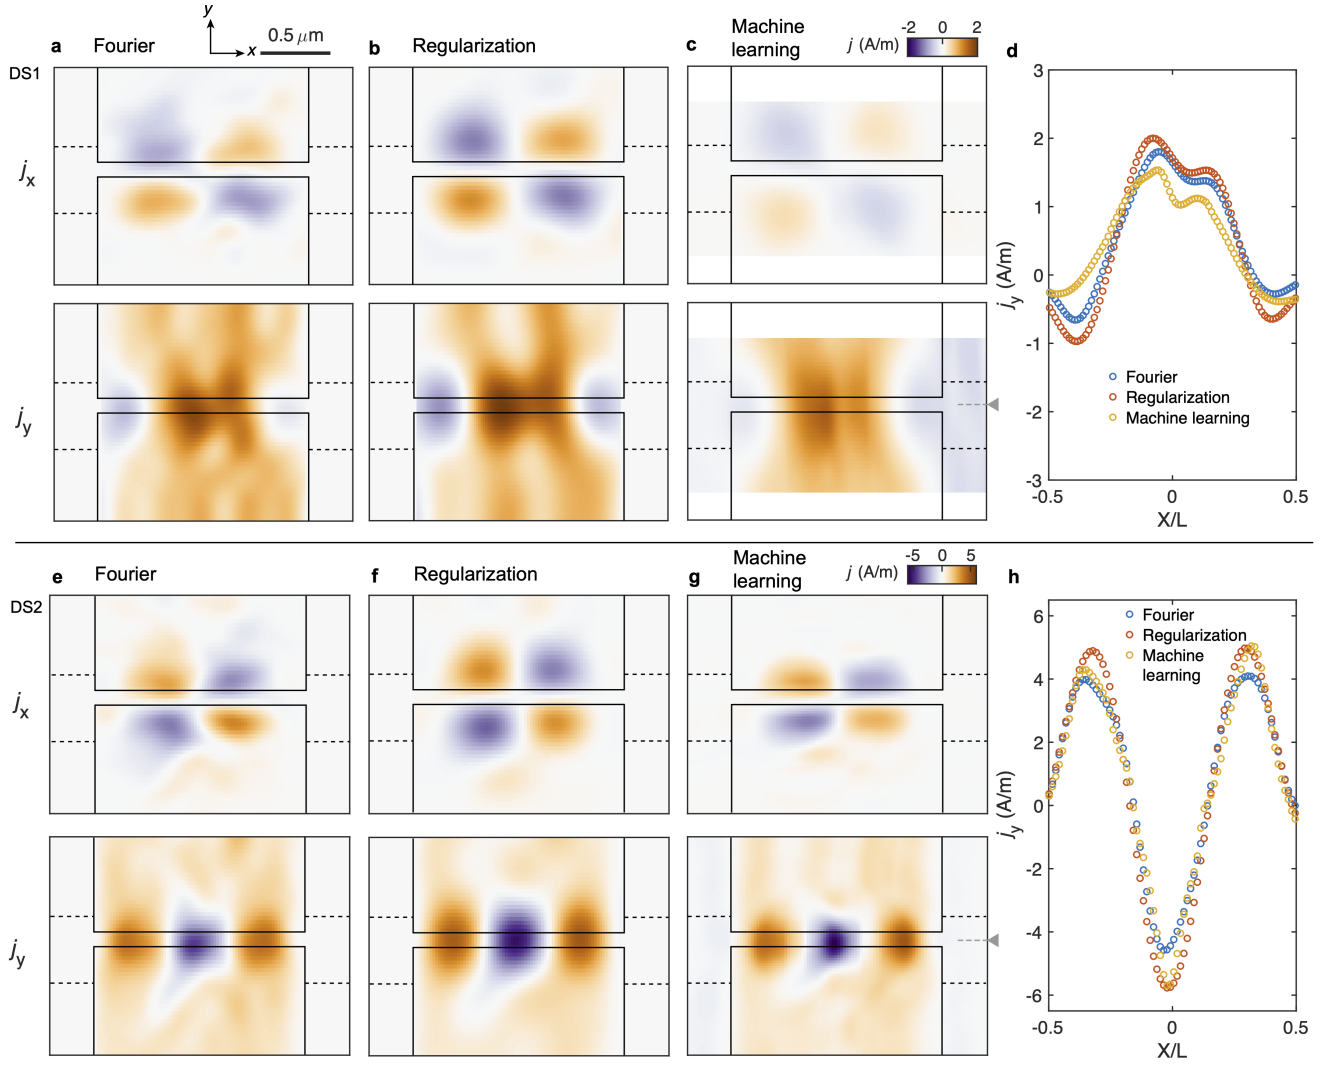 y
x
0.5 μm
a Fourier
b Regularization
c Machine
learning
j (A/m)
-2 0 2
d
DS1
jx
jy
3
2
1
0
-1
-2
-3
jy (A/m)
Fourier
Regularization
Machine learning
-0.5 0 0.5
X/L
e Fourier
f Regularization
g Machine
learning
j (A/m)
-5 0 5
h
DS2
jx
jy
6
4
2
0
-2
-4
-6
jy (A/m)
Fourier
Regularization
Machine
learning
-0.5 0 0.5
X/L